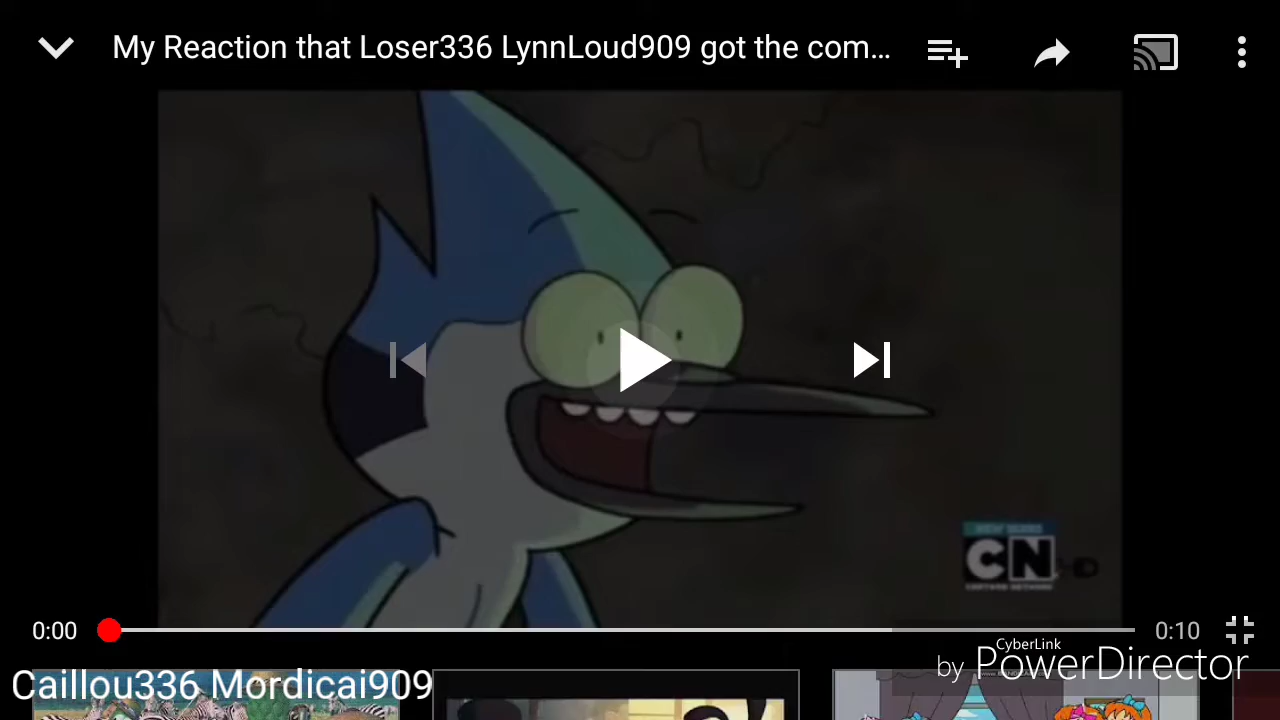 My Reaction that Loser336 LynnLoud909 got the com...
CN
0:00
0:10
CyberLink
by PowerDirector
Caillou336 Mordicai909